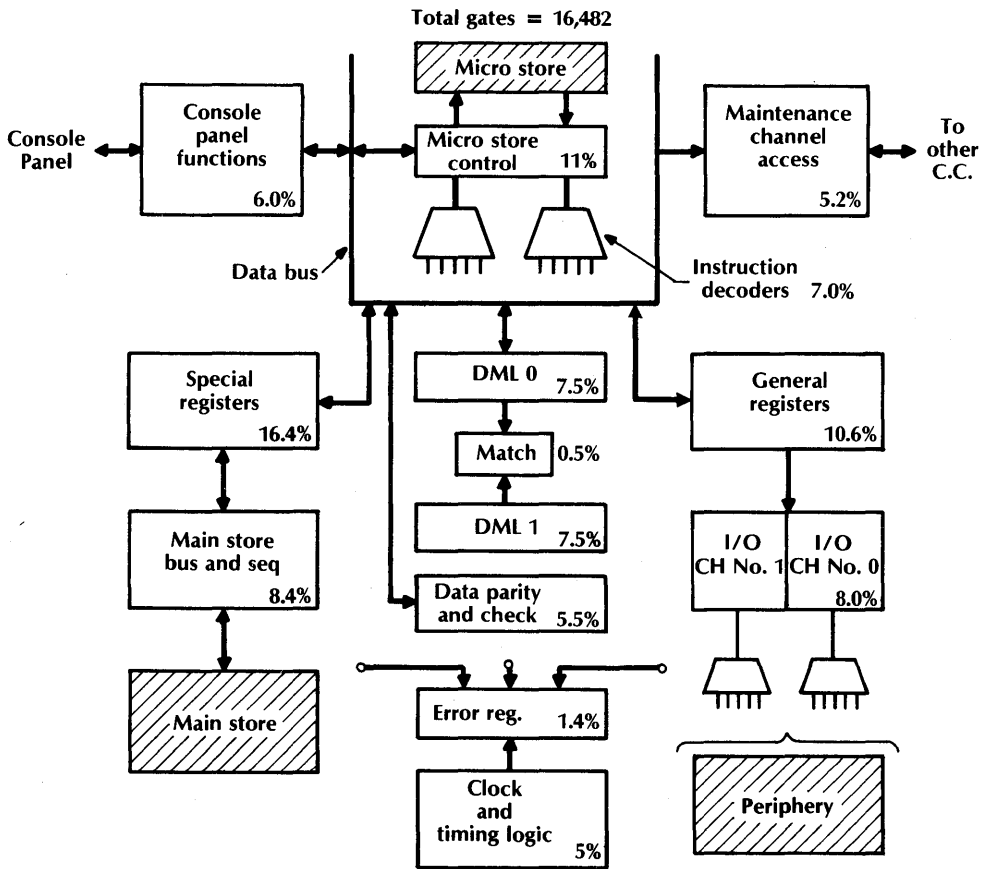 Total gates = 16,482
Micro store
Console
panel
functions
6.0%
Console
Panel
Micro store
control
11%
Maintenance
channel
access
5.2%
To
other
C.C.
Data bus
Instruction
decoders 7.0%
Special
registers
16.4%
DML 0
7.5%
General
registers
10.6%
Match
0.5%
DML 1
7.5%
Main store
bus and seq
8.4%
I/O
CH No. 1
I/O
CH No. 0
8.0%
Data parity
and check
5.5%
Main store
Error reg.
1.4%
Clock
and
timing logic
5%
Periphery